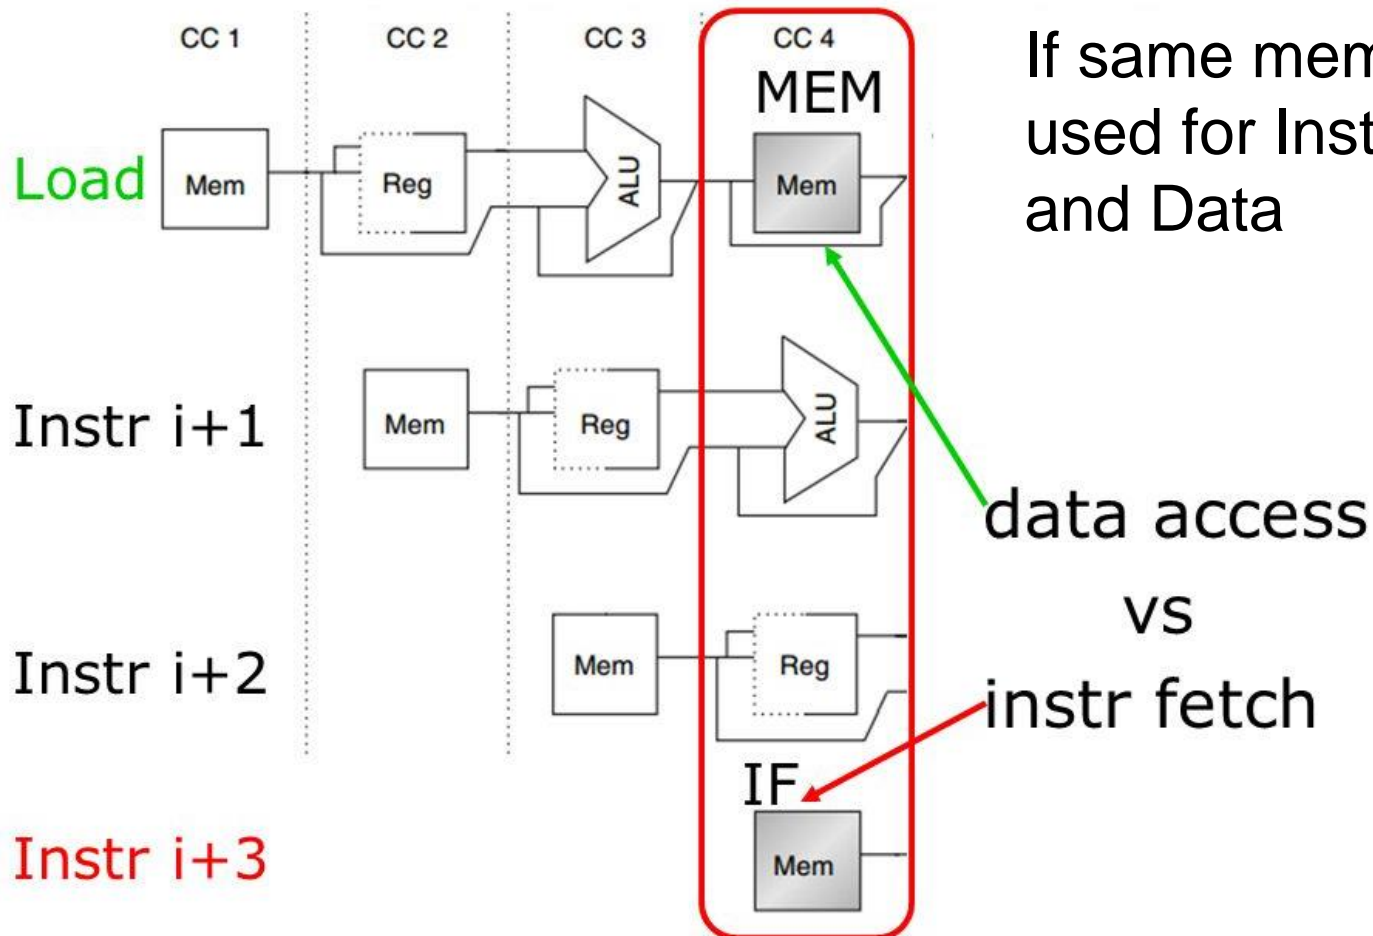 CC 1 CC 2 CC 3 CC 4
If same mem
used for Inst
and Data
MEM
Load Mem Reg ALU Mem
Instr i+1 Mem Reg ALU
data access
vs
Instr i+2 Mem Reg
instr fetch
IF
Instr i+3 Mem